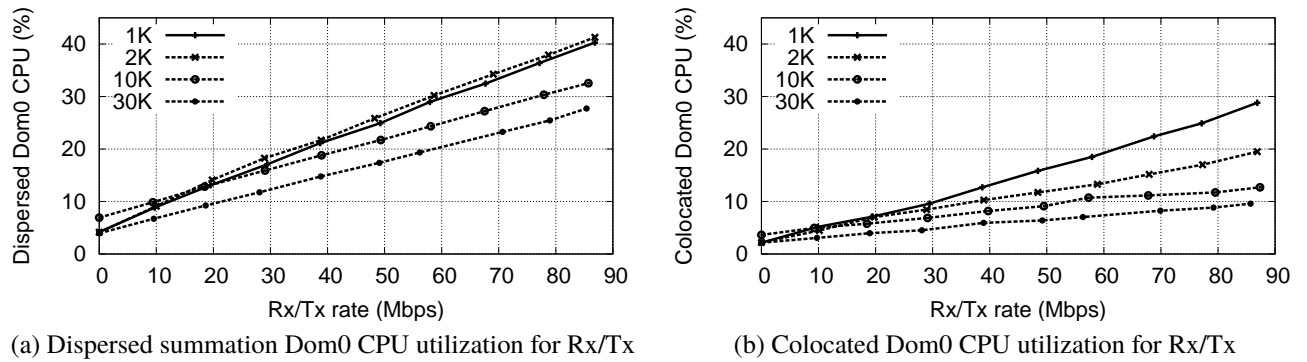 Dispersed Dom0 CPU (%)
40
30
20
10
0
1K
2K
10K
30K
0 10 20 30 40 50 60 70 80 90
Rx/Tx rate (Mbps)
(a) Dispersed summation Dom0 CPU utilization for Rx/Tx
Colocated Dom0 CPU (%)
40
30
20
10
0
1K
2K
10K
30K
0 10 20 30 40 50 60 70 80 90
Rx/Tx rate (Mbps)
(b) Colocated Dom0 CPU utilization for Rx/Tx